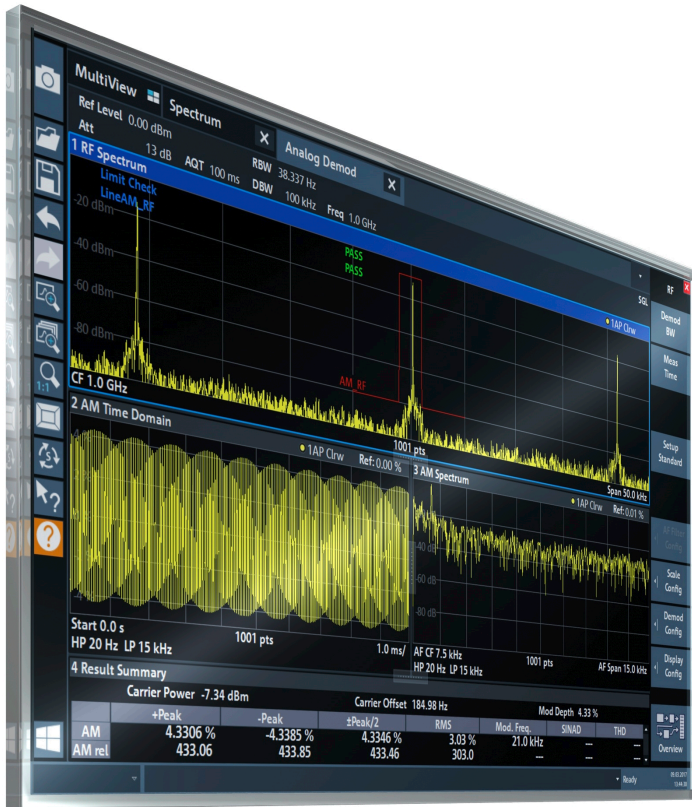 MultiView
Spectrum
Analog Demod
Ref Level 0.00 dBm
RBW 38.337 Hz
Att 13 dB AQT 100 ms DBW 100 kHz Freq 1.0 GHz
SGL
1 RF Spectrum
1AP Clrw
Limit Check
PASS
LineAM_RF
PASS
-20 dBm
-40 dBm
-60 dBm
-80 dBm
AM_RF
CF 1.0 GHz
1001 pts
Span 50.0 kHz
2 AM Time Domain
1AP Clrw Ref: 0.00 %
Start 0.0 s
1001 pts
1.0 ms/
HP 20 Hz LP 15 kHz
3 AM Spectrum
1AP Clrw Ref: 0.01 %
-40 dB
-60 dB
-80 dB
AF CF 7.5 kHz
1001 pts
AF Span 15.0 kHz
HP 20 Hz LP 15 kHz
4 Result Summary
Carrier Power -7.34 dBm
Carrier Offset 184.98 Hz
Mod Depth 4.33 %
+Peak -Peak ±Peak/2 RMS Mod. Freq. SINAD THD
AM 4.3306 % -4.3385 % 4.3346 % 3.03 % 21.0 kHz --- ---
AM rel 433.06 433.85 433.46 303.0 --- --- ---
RF
Demod BW
Meas Time
Setup Standard
AF Filter Config
Scale Config
Demod Config
Display Config
Overview
1:1
Ready